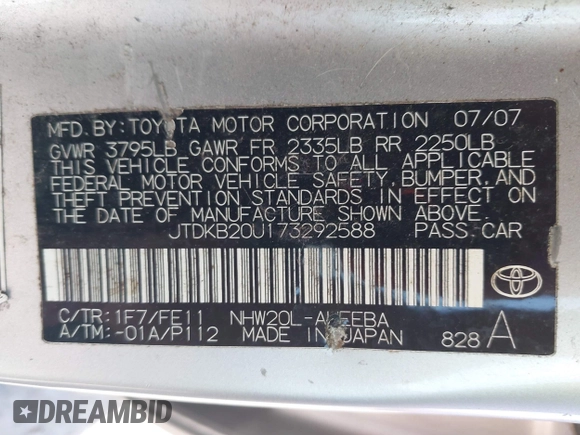 MFD. BY: TOYOTA MOTOR CORPORATION 07/07
GVWR 3795LB GAWR FR 2335LB RR 2250LB
THIS VEHICLE CONFORMS TO ALL APPLICABLE
FEDERAL MOTOR VEHICLE SAFETY, BUMPER, AND
THEFT PREVENTION STANDARDS IN EFFECT ON
THE DATE OF MANUFACTURE SHOWN ABOVE.
JTDKB20U173292588 PASS.CAR
C/TR: 1F7/FE11 NHW20L-
A/TM: -01A/P112 MADE IN JAPAN 828 A
TOYOTA
DREAMBID